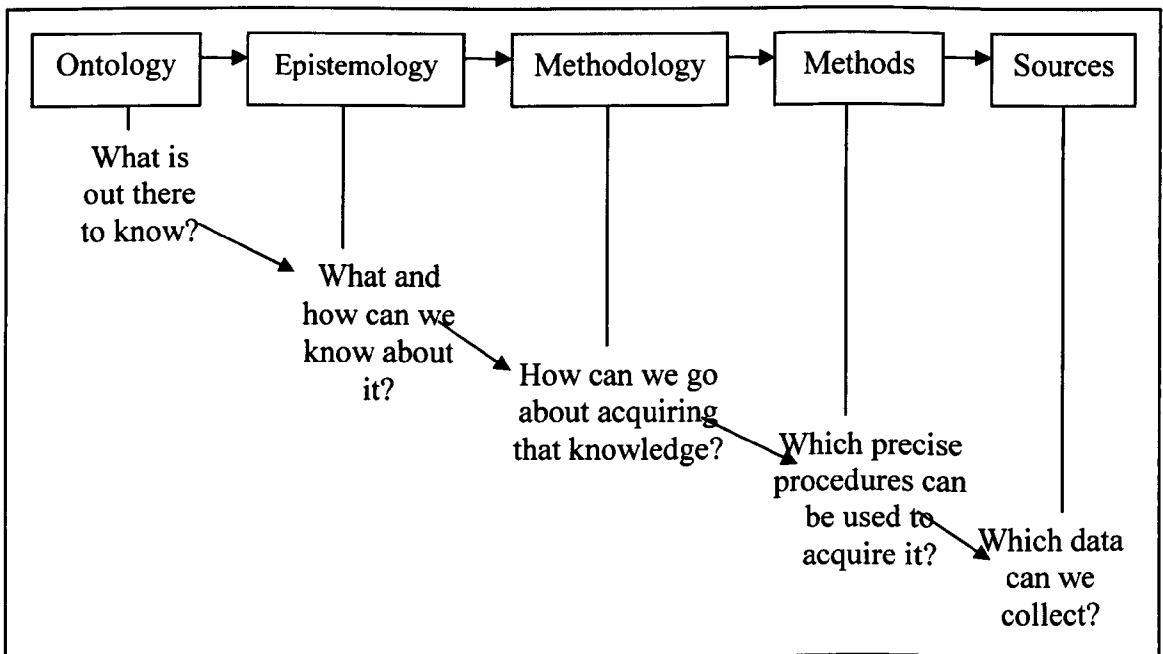 Ontology
Epistemology
Methodology
Methods
Sources
What is
out there
to know?
What and
how can we
know about
it?
How can we go
about acquiring
that knowledge?
Which precise
procedures can
be used to
acquire it?
Which data
can we
collect?